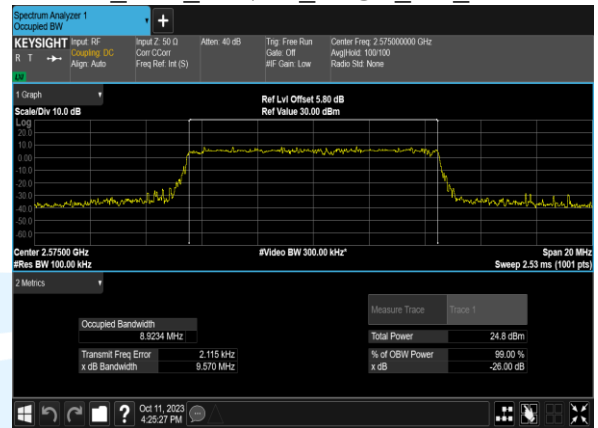 Spectrum Analyzer 1
Occupied BW
KEYSIGHT
R T
LV
Input: RF
Coupling: DC
Align: Auto
Input Z: 50 Ω
Corr CCorr
Freq Ref: Int (S)
Atten: 40 dB
Trig: Free Run
Gate: Off
#IF Gain: Low
Center Freq: 2.575000000 GHz
Avg|Hold: 100/100
Radio Std: None
1 Graph
Scale/Div 10.0 dB
Ref Lvl Offset 5.80 dB
Ref Value 30.00 dBm
Log
20.0
10.0
0.00
-10.0
-20.0
-30.0
-40.0
-50.0
-60.0
Center 2.57500 GHz
#Res BW 100.00 kHz
#Video BW 300.00 kHz*
Span 20 MHz
Sweep 2.53 ms (1001 pts)
2 Metrics
Measure Trace
Trace 1
Occupied Bandwidth
8.9234 MHz
Total Power
24.8 dBm
Transmit Freq Error
2.115 kHz
% of OBW Power
99.00 %
x dB Bandwidth
9.570 MHz
x dB
-26.00 dB
?
Oct 11, 2023
4:25:27 PM